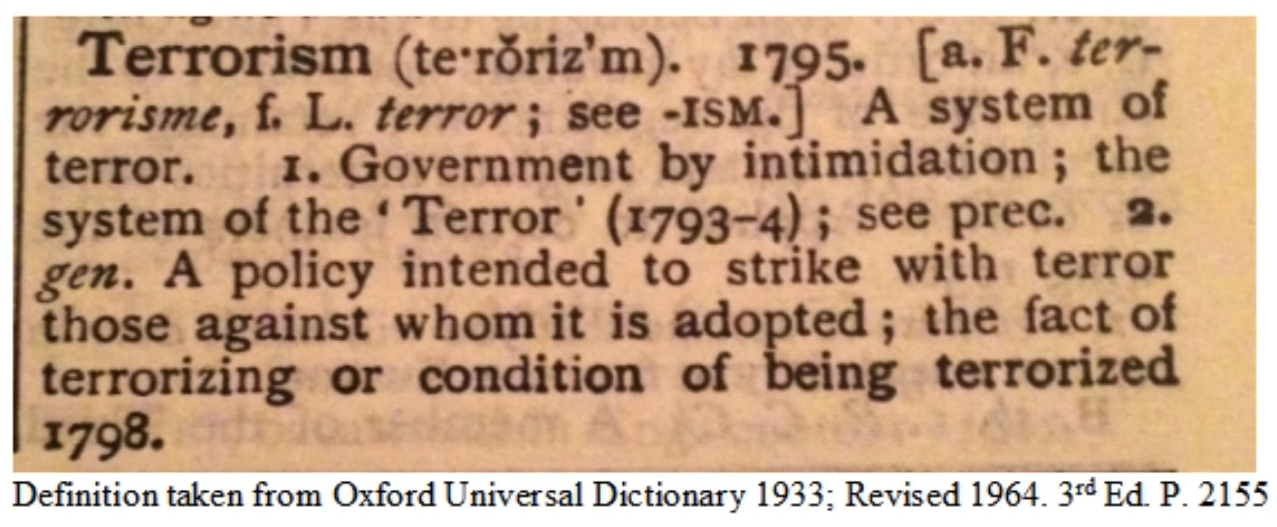 Terrorism (te·rŏriz'm). 1795. [a. F. ter-
rorisme, f. L. terror ; see -ISM.] A system of
terror. 1. Government by intimidation ; the
system of the ‘ Terror ’ (1793–4) ; see prec. 2.
gen. A policy intended to strike with terror
those against whom it is adopted ; the fact of
terrorizing or condition of being terrorized
1798.
Definition taken from Oxford Universal Dictionary 1933; Revised 1964. 3rd Ed. P. 2155